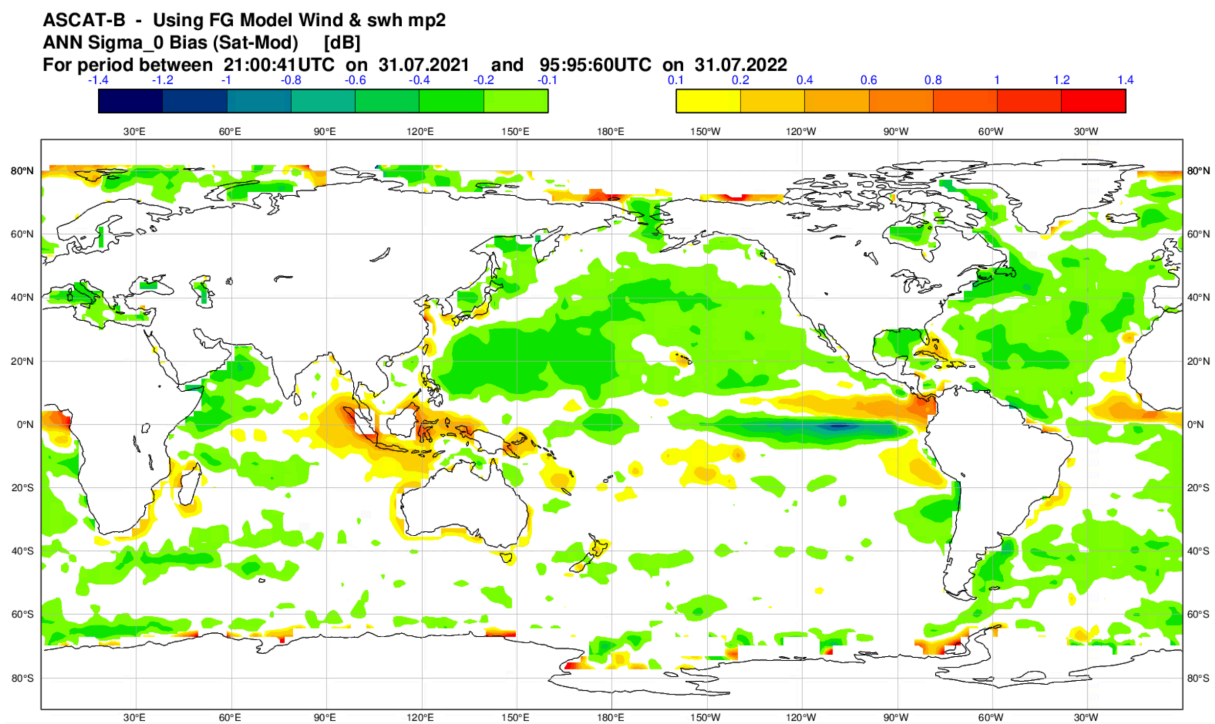 ASCAT-B - Using FG Model Wind & swh mp2
ANN Sigma_0 Bias (Sat-Mod) [dB]
For period between 21:00:41UTC on 31.07.2021 and 95:95:60UTC on 31.07.2022
-1.4 -1.2 -1 -0.8 -0.6 -0.4 -0.2 -0.1 0.1 0.2 0.4 0.6 0.8 1 1.2 1.4
30°E 60°E 90°E 120°E 150°E 180°E 150°W 120°W 90°W 60°W 30°W
80°N 80°N
60°N 60°N
40°N 40°N
20°N 20°N
0°N 0°N
20°S 20°S
40°S 40°S
60°S 60°S
80°S 80°S
30°E 60°E 90°E 120°E 150°E 180°E 150°W 120°W 90°W 60°W 30°W